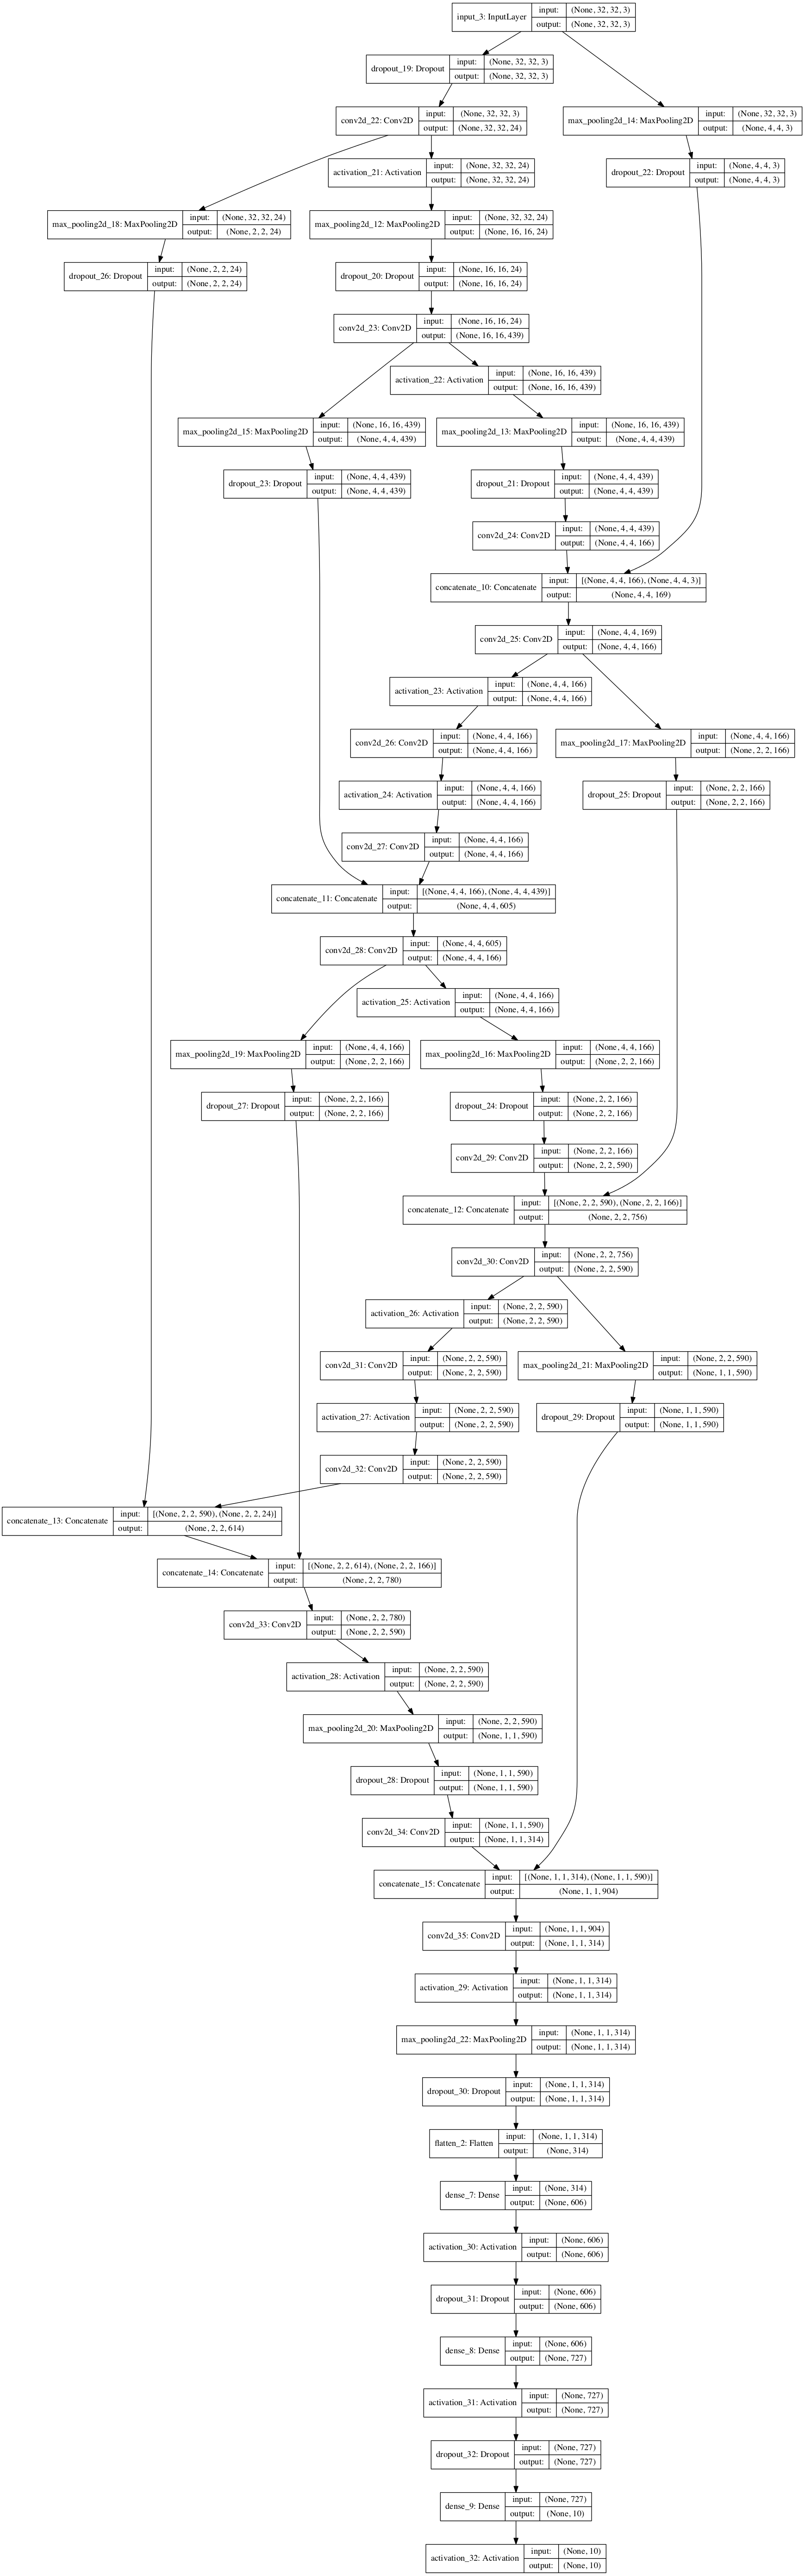 input_3: InputLayer input: (None, 32, 32, 3)
output: (None, 32, 32, 3)
dropout_19: Dropout input: (None, 32, 32, 3)
output: (None, 32, 32, 3)
conv2d_22: Conv2D input: (None, 32, 32, 3)
output: (None, 32, 32, 24)
max_pooling2d_14: MaxPooling2D input: (None, 32, 32, 3)
output: (None, 4, 4, 3)
activation_21: Activation input: (None, 32, 32, 24)
output: (None, 32, 32, 24)
dropout_22: Dropout input: (None, 4, 4, 3)
output: (None, 4, 4, 3)
max_pooling2d_18: MaxPooling2D input: (None, 32, 32, 24)
output: (None, 2, 2, 24)
max_pooling2d_12: MaxPooling2D input: (None, 32, 32, 24)
output: (None, 16, 16, 24)
dropout_26: Dropout input: (None, 2, 2, 24)
output: (None, 2, 2, 24)
dropout_20: Dropout input: (None, 16, 16, 24)
output: (None, 16, 16, 24)
conv2d_23: Conv2D input: (None, 16, 16, 24)
output: (None, 16, 16, 439)
activation_22: Activation input: (None, 16, 16, 439)
output: (None, 16, 16, 439)
max_pooling2d_15: MaxPooling2D input: (None, 16, 16, 439)
output: (None, 4, 4, 439)
max_pooling2d_13: MaxPooling2D input: (None, 16, 16, 439)
output: (None, 4, 4, 439)
dropout_23: Dropout input: (None, 4, 4, 439)
output: (None, 4, 4, 439)
dropout_21: Dropout input: (None, 4, 4, 439)
output: (None, 4, 4, 439)
conv2d_24: Conv2D input: (None, 4, 4, 439)
output: (None, 4, 4, 166)
concatenate_10: Concatenate input: [(None, 4, 4, 166), (None, 4, 4, 3)]
output: (None, 4, 4, 169)
conv2d_25: Conv2D input: (None, 4, 4, 169)
output: (None, 4, 4, 166)
activation_23: Activation input: (None, 4, 4, 166)
output: (None, 4, 4, 166)
conv2d_26: Conv2D input: (None, 4, 4, 166)
output: (None, 4, 4, 166)
max_pooling2d_17: MaxPooling2D input: (None, 4, 4, 166)
output: (None, 2, 2, 166)
activation_24: Activation input: (None, 4, 4, 166)
output: (None, 4, 4, 166)
dropout_25: Dropout input: (None, 2, 2, 166)
output: (None, 2, 2, 166)
conv2d_27: Conv2D input: (None, 4, 4, 166)
output: (None, 4, 4, 166)
concatenate_11: Concatenate input: [(None, 4, 4, 166), (None, 4, 4, 439)]
output: (None, 4, 4, 605)
conv2d_28: Conv2D input: (None, 4, 4, 605)
output: (None, 4, 4, 166)
activation_25: Activation input: (None, 4, 4, 166)
output: (None, 4, 4, 166)
max_pooling2d_19: MaxPooling2D input: (None, 4, 4, 166)
output: (None, 2, 2, 166)
max_pooling2d_16: MaxPooling2D input: (None, 4, 4, 166)
output: (None, 2, 2, 166)
dropout_27: Dropout input: (None, 2, 2, 166)
output: (None, 2, 2, 166)
dropout_24: Dropout input: (None, 2, 2, 166)
output: (None, 2, 2, 166)
conv2d_29: Conv2D input: (None, 2, 2, 166)
output: (None, 2, 2, 590)
concatenate_12: Concatenate input: [(None, 2, 2, 590), (None, 2, 2, 166)]
output: (None, 2, 2, 756)
conv2d_30: Conv2D input: (None, 2, 2, 756)
output: (None, 2, 2, 590)
activation_26: Activation input: (None, 2, 2, 590)
output: (None, 2, 2, 590)
conv2d_31: Conv2D input: (None, 2, 2, 590)
output: (None, 2, 2, 590)
max_pooling2d_21: MaxPooling2D input: (None, 2, 2, 590)
output: (None, 1, 1, 590)
activation_27: Activation input: (None, 2, 2, 590)
output: (None, 2, 2, 590)
dropout_29: Dropout input: (None, 1, 1, 590)
output: (None, 1, 1, 590)
conv2d_32: Conv2D input: (None, 2, 2, 590)
output: (None, 2, 2, 590)
concatenate_13: Concatenate input: [(None, 2, 2, 590), (None, 2, 2, 24)]
output: (None, 2, 2, 614)
concatenate_14: Concatenate input: [(None, 2, 2, 614), (None, 2, 2, 166)]
output: (None, 2, 2, 780)
conv2d_33: Conv2D input: (None, 2, 2, 780)
output: (None, 2, 2, 590)
activation_28: Activation input: (None, 2, 2, 590)
output: (None, 2, 2, 590)
max_pooling2d_20: MaxPooling2D input: (None, 2, 2, 590)
output: (None, 1, 1, 590)
dropout_28: Dropout input: (None, 1, 1, 590)
output: (None, 1, 1, 590)
conv2d_34: Conv2D input: (None, 1, 1, 590)
output: (None, 1, 1, 314)
concatenate_15: Concatenate input: [(None, 1, 1, 314), (None, 1, 1, 590)]
output: (None, 1, 1, 904)
conv2d_35: Conv2D input: (None, 1, 1, 904)
output: (None, 1, 1, 314)
activation_29: Activation input: (None, 1, 1, 314)
output: (None, 1, 1, 314)
max_pooling2d_22: MaxPooling2D input: (None, 1, 1, 314)
output: (None, 1, 1, 314)
dropout_30: Dropout input: (None, 1, 1, 314)
output: (None, 1, 1, 314)
flatten_2: Flatten input: (None, 1, 1, 314)
output: (None, 314)
dense_7: Dense input: (None, 314)
output: (None, 606)
activation_30: Activation input: (None, 606)
output: (None, 606)
dropout_31: Dropout input: (None, 606)
output: (None, 606)
dense_8: Dense input: (None, 606)
output: (None, 727)
activation_31: Activation input: (None, 727)
output: (None, 727)
dropout_32: Dropout input: (None, 727)
output: (None, 727)
dense_9: Dense input: (None, 727)
output: (None, 10)
activation_32: Activation input: (None, 10)
output: (None, 10)